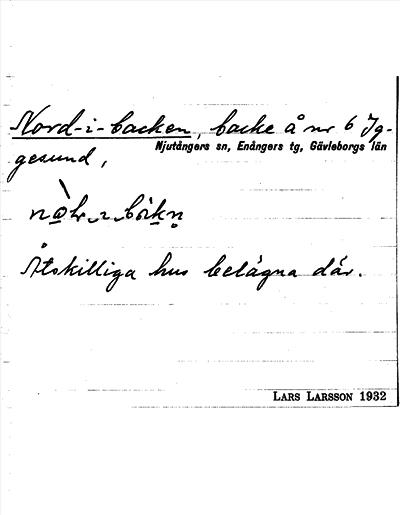 Nord-i-backen, backe å nr 6 Ig-
Njutångers sn, Enångers tg, Gävleborgs län
gesund,
Åtskilliga hus belägna där.
LARS LARSSON 1932